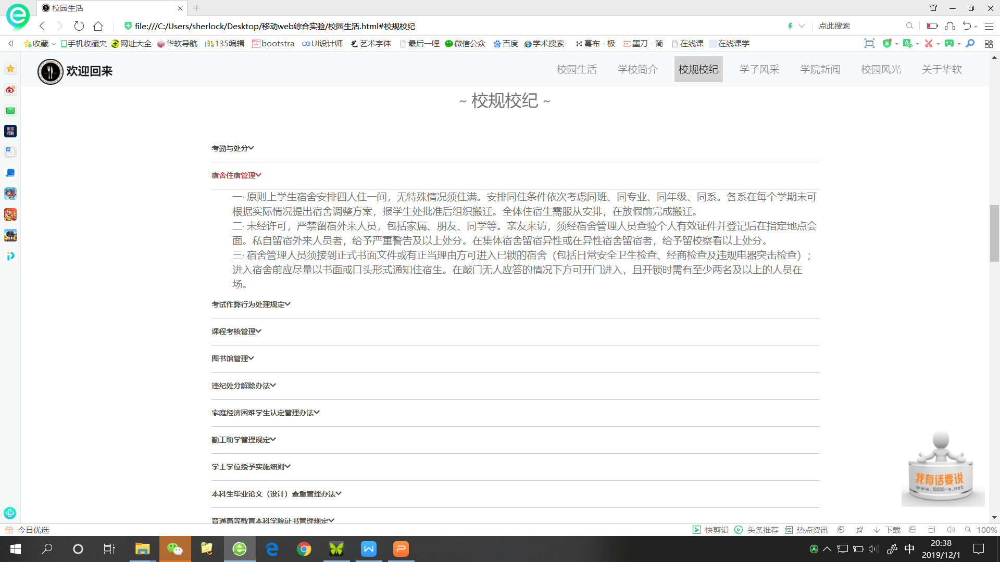 校园生活
file:///C:/Users/sherlock/Desktop/移动web综合实验/校园生活.html#校规校纪
点此搜索
收藏 手机收藏夹 网址大全 华软导航 135编辑 bootstra UI设计师 艺术字体 最后一哩 微信公众 百度 学术搜索- 幕布 - 极 墨刀 - 简 在线课 在线课学
欢迎回来
校园生活 学校简介 校规校纪 学子风采 学院新闻 校园风光 关于华软
~ 校规校纪 ~
考勤与处分
宿舍住宿管理
一· 原则上学生宿舍安排四人住一间，无特殊情况须住满。安排同住条件依次考虑同班、同专业、同年级、同系。各系在每个学期末可
根据实际情况提出宿舍调整方案，报学生处批准后组织搬迁。全体住宿生需服从安排，在放假前完成搬迁。
二· 未经许可，严禁留宿外来人员，包括家属、朋友、同学等。亲友来访，须经宿舍管理人员查验个人有效证件并登记后在指定地点会
面。私自留宿外来人员者，给予严重警告及以上处分。在集体宿舍留宿异性或在异性宿舍留宿者，给予留校察看以上处分。
三· 宿舍管理人员须接到正式书面文件或有正当理由方可进入已锁的宿舍（包括日常安全卫生检查、经商检查及违规电器突击检查）；
进入宿舍前应尽量以书面或口头形式通知住宿生。在敲门无人应答的情况下方可开门进入，且开锁时需有至少两名及以上的人员在
场。
考试作弊行为处理规定
课程考核管理
图书馆管理
违纪处分解除办法
家庭经济困难学生认定管理办法
勤工助学管理规定
学士学位授予实施细则
本科生毕业论文（设计）查重管理办法
普通高等教育本科学院证书管理规定
我有话要说
www.10000-e.net
环球
网校
今日优选
快剪辑 头条推荐 热点资讯 下载 100%
中
20:38
2019/12/1